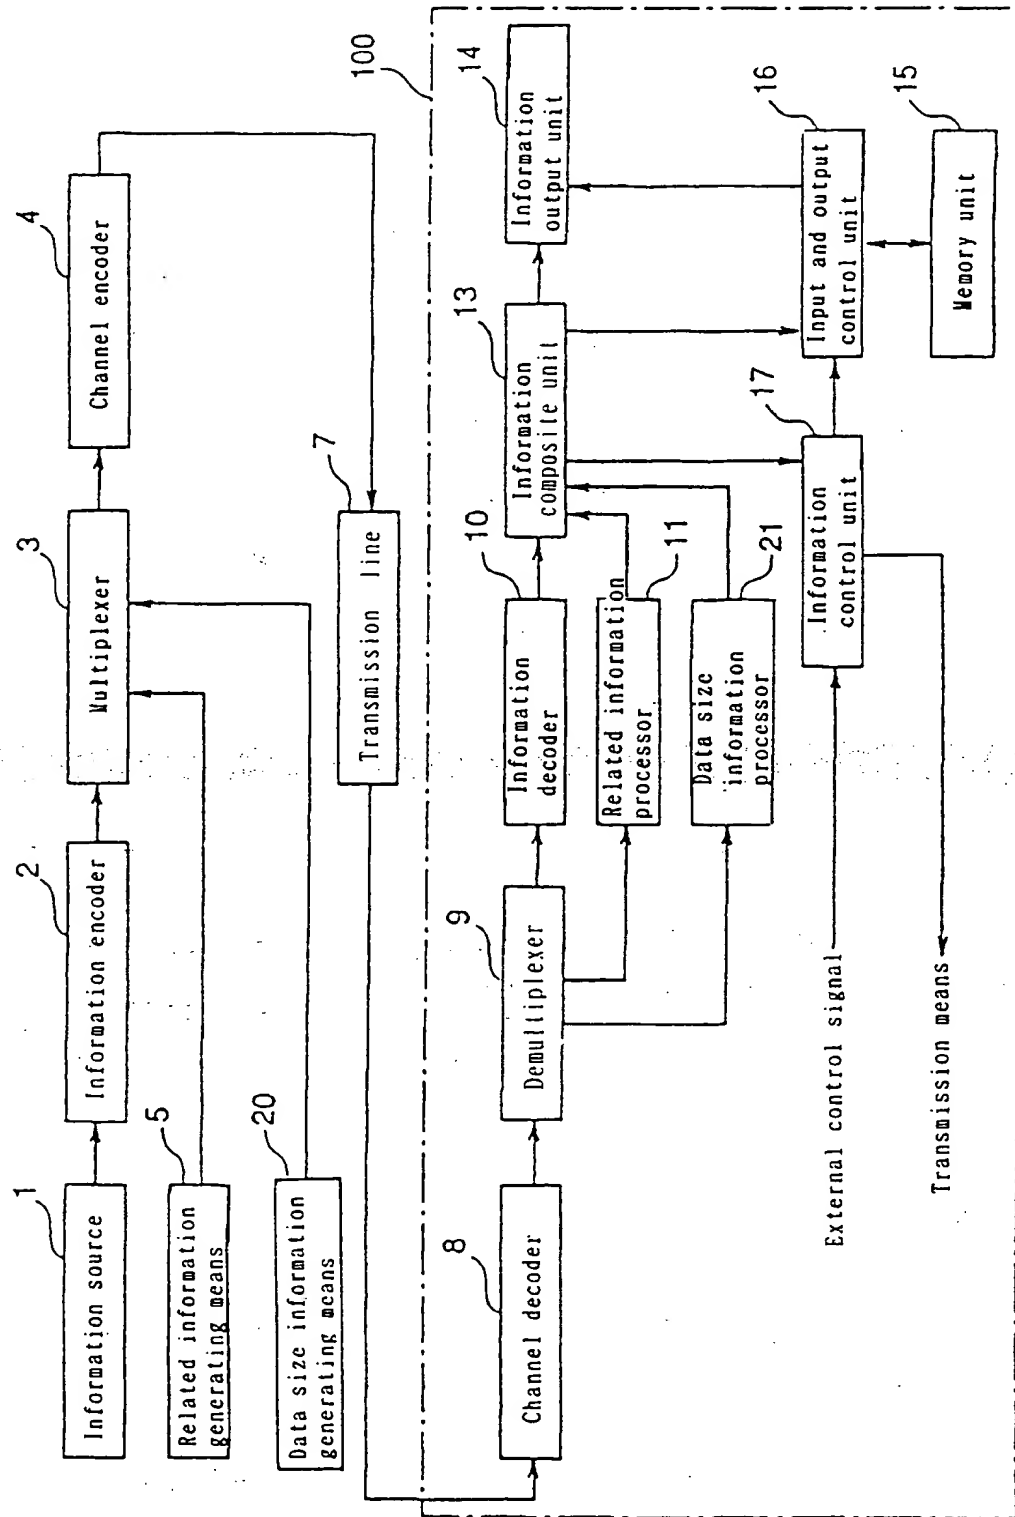 1
Information source
2
Information encoder
3
Multiplexer
4
Channel encoder
5
Related information
generating means
20
Data size information
generating means
7
Transmission line
100
8
Channel decoder
9
Demultiplexer
10
Information
decoder
11
Related information
processor
21
Data size
information
processor
13
Information
composite unit
14
Information
output unit
17
Information
control unit
16
Input and output
control unit
15
Memory unit
External control signal
Transmission means